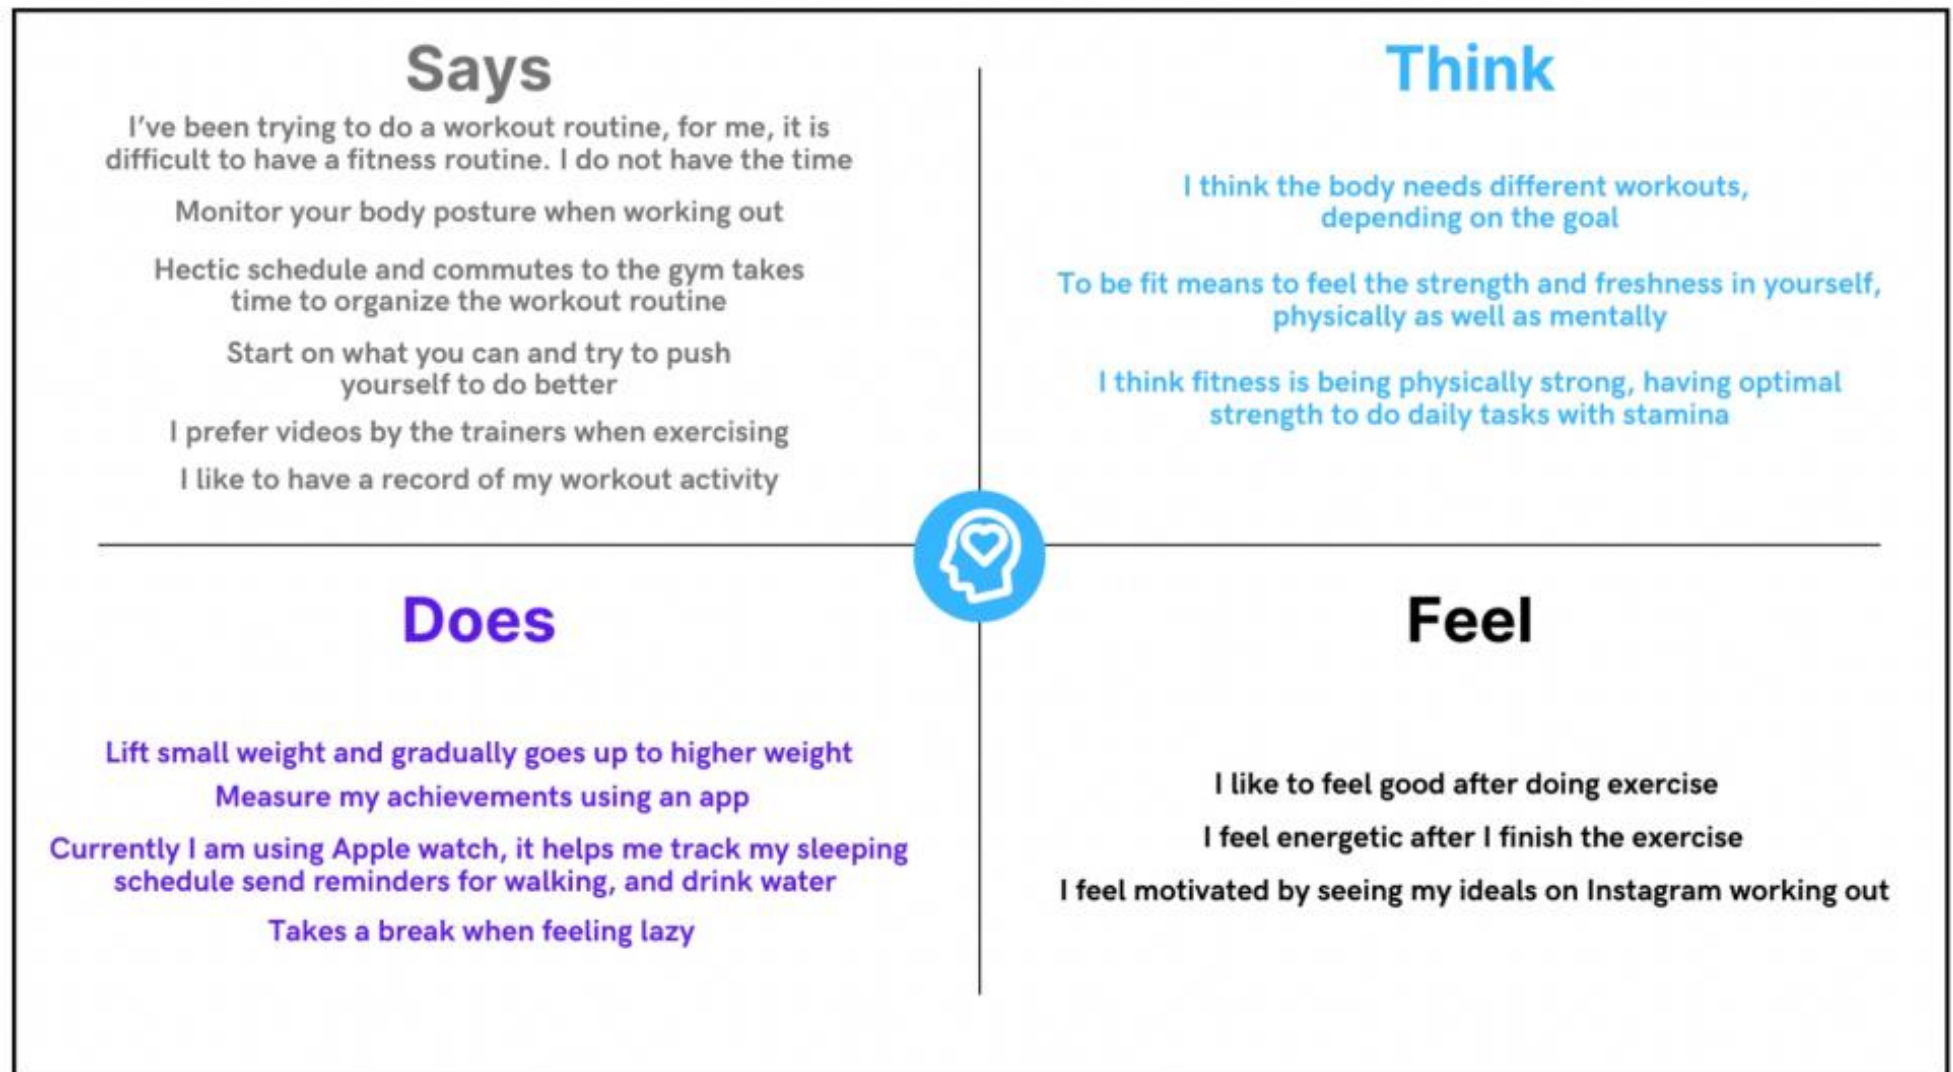 Says
I've been trying to do a workout routine, for me, it is
difficult to have a fitness routine. I do not have the time
Monitor your body posture when working out
Hectic schedule and commutes to the gym takes
time to organize the workout routine
Start on what you can and try to push
yourself to do better
I prefer videos by the trainers when exercising
I like to have a record of my workout activity
Think
I think the body needs different workouts,
depending on the goal
To be fit means to feel the strength and freshness in yourself,
physically as well as mentally
I think fitness is being physically strong, having optimal
strength to do daily tasks with stamina
Does
Lift small weight and gradually goes up to higher weight
Measure my achievements using an app
Currently I am using Apple watch, it helps me track my sleeping
schedule send reminders for walking, and drink water
Takes a break when feeling lazy
Feel
I like to feel good after doing exercise
I feel energetic after I finish the exercise
I feel motivated by seeing my ideals on Instagram working out